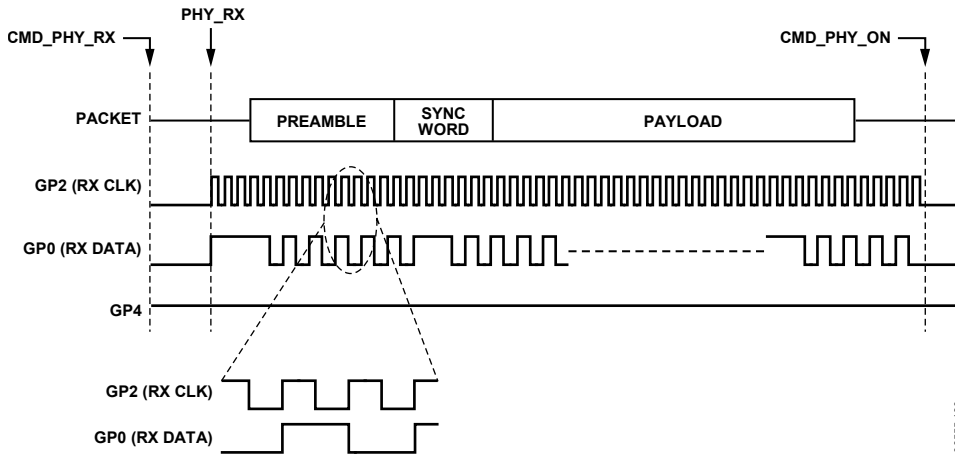 PHY_RX
CMD_PHY_RX
CMD_PHY_ON
PACKET
PREAMBLE
SYNC
WORD
PAYLOAD
GP2 (RX CLK)
GP0 (RX DATA)
GP4
GP2 (RX CLK)
GP0 (RX DATA)